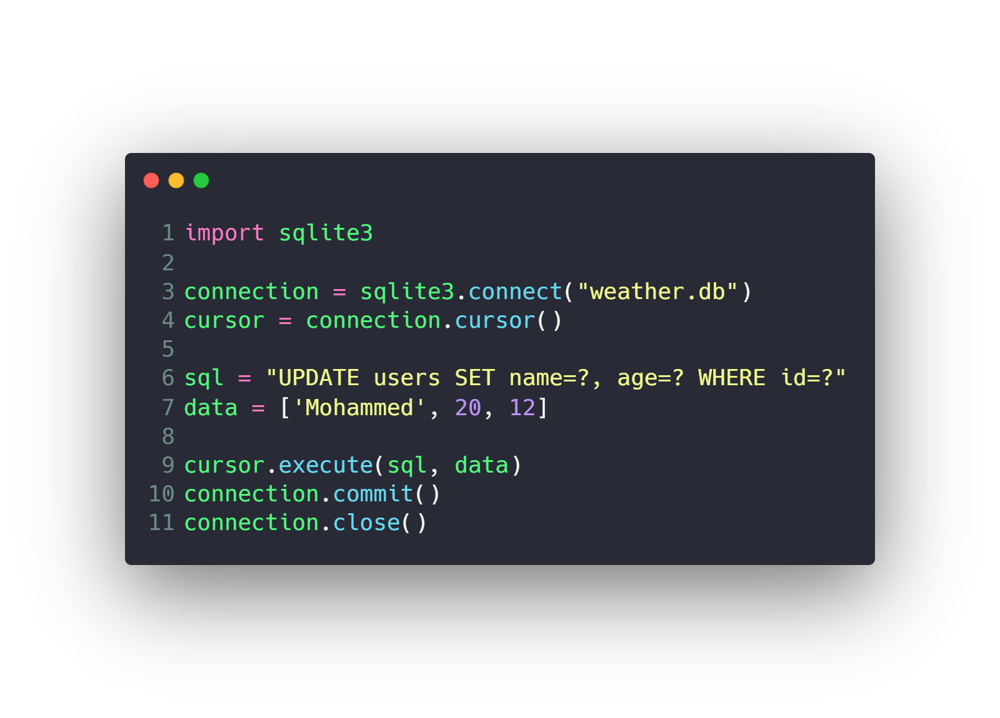 1 import sqlite3
2
3 connection = sqlite3.connect("weather.db")
4 cursor = connection.cursor()
5
6 sql = "UPDATE users SET name=?, age=? WHERE id=?"
7 data = ['Mohammed', 20, 12]
8
9 cursor.execute(sql, data)
10 connection.commit()
11 connection.close()